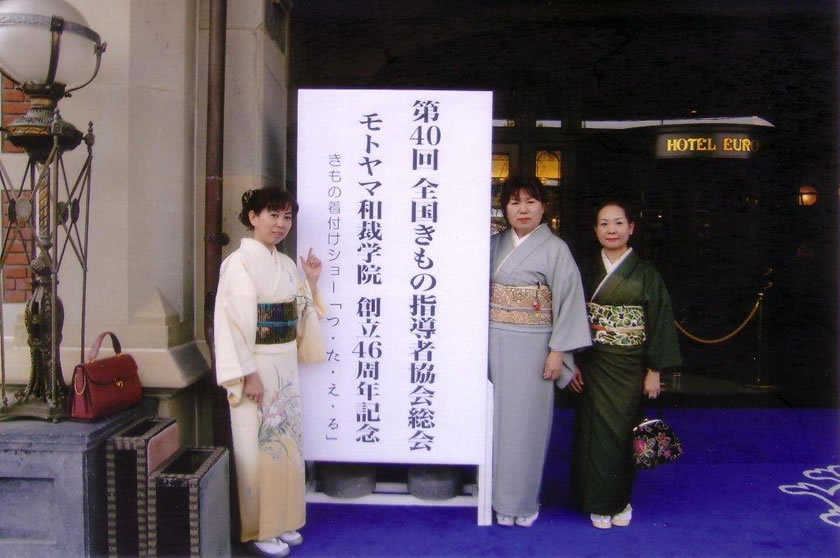 第40回 全国きもの指導者協会総会
モトヤマ和裁学院 創立46周年記念
きもの着付けショー「つ・た・え・る」
HOTEL EURO